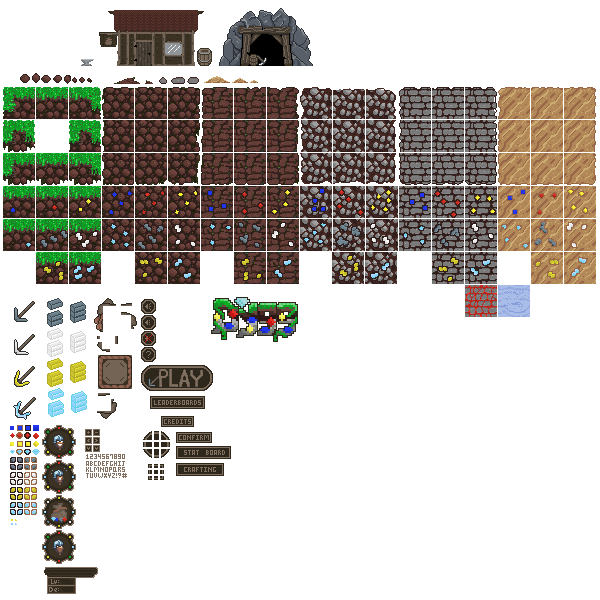 ?
PLAY
LEADERBOARDS
CREDITS
CONFIRM
STAT BOARD
CRAFTING
1234567890
ABCDEFGHIJ
KLMNOPQRS
TUVWXYZ!?#
Lv: